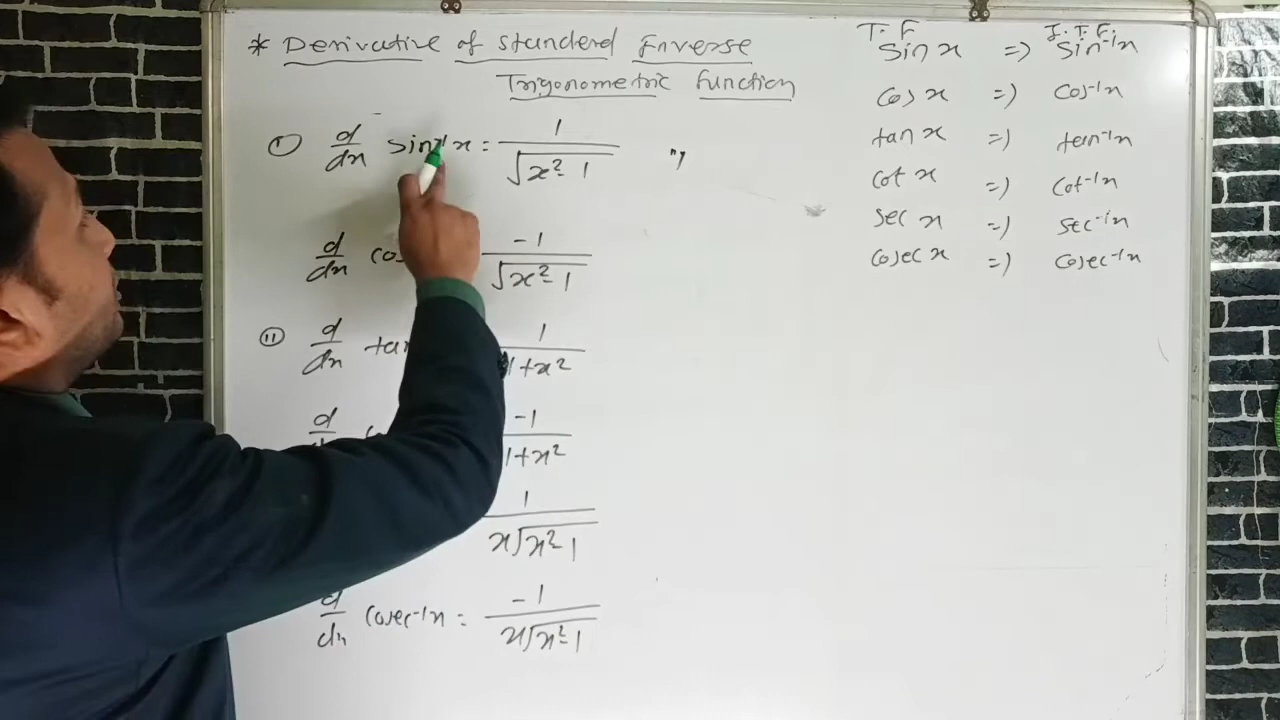 * Derivative of Standerd Inverse
Trigonometric Function
(I) d/dx sin⁻¹x = 1/√x²-1 "y
d/dx cos -1/√x²-1
(II) d/dx tan 1/1+x²
d -1/1+x²
1/x√x²-1
d/dx Cosec⁻¹x = -1/x√x²-1
T.F I.T.F.
Sin x => Sin⁻¹x
Cos x => Cos⁻¹x
tan x => tan⁻¹x
Cot x => Cot⁻¹x
Sec x => Sec⁻¹x
Cosec x => Cosec⁻¹x